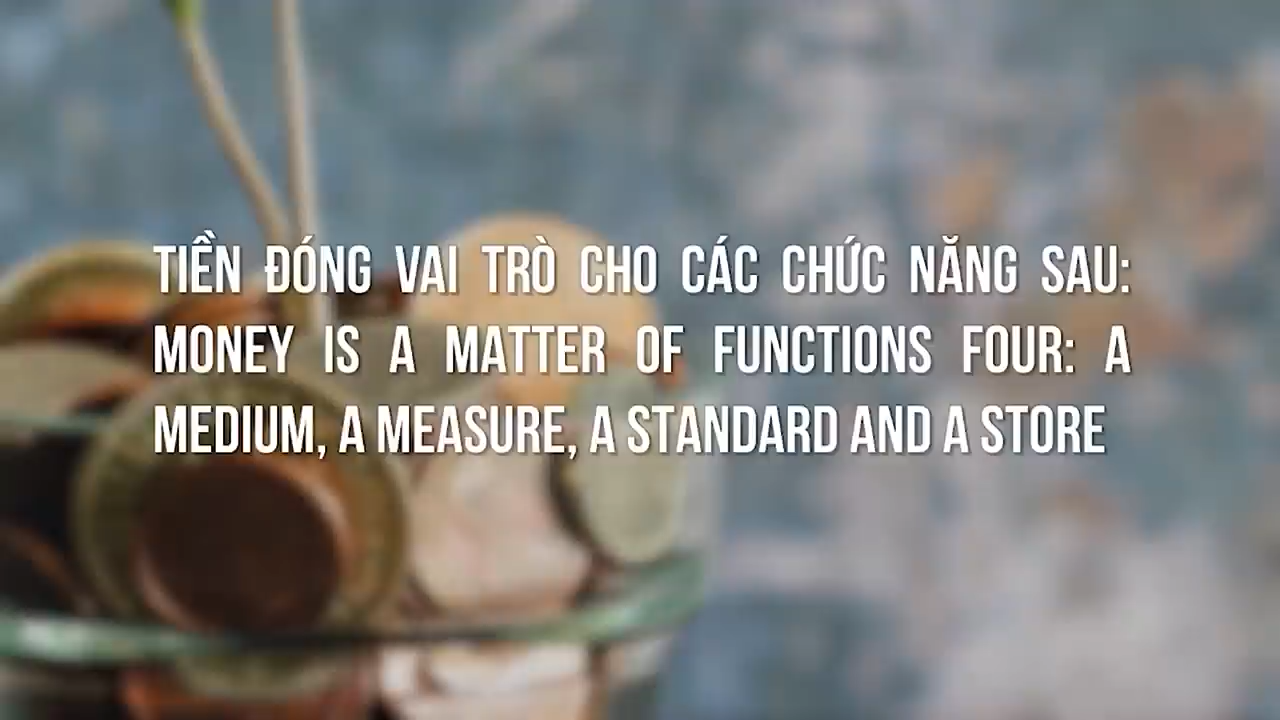 TIỀN ĐÓNG VAI TRÒ CHO CÁC CHỨC NĂNG SAU:
MONEY IS A MATTER OF FUNCTIONS FOUR: A
MEDIUM, A MEASURE, A STANDARD AND A STORE